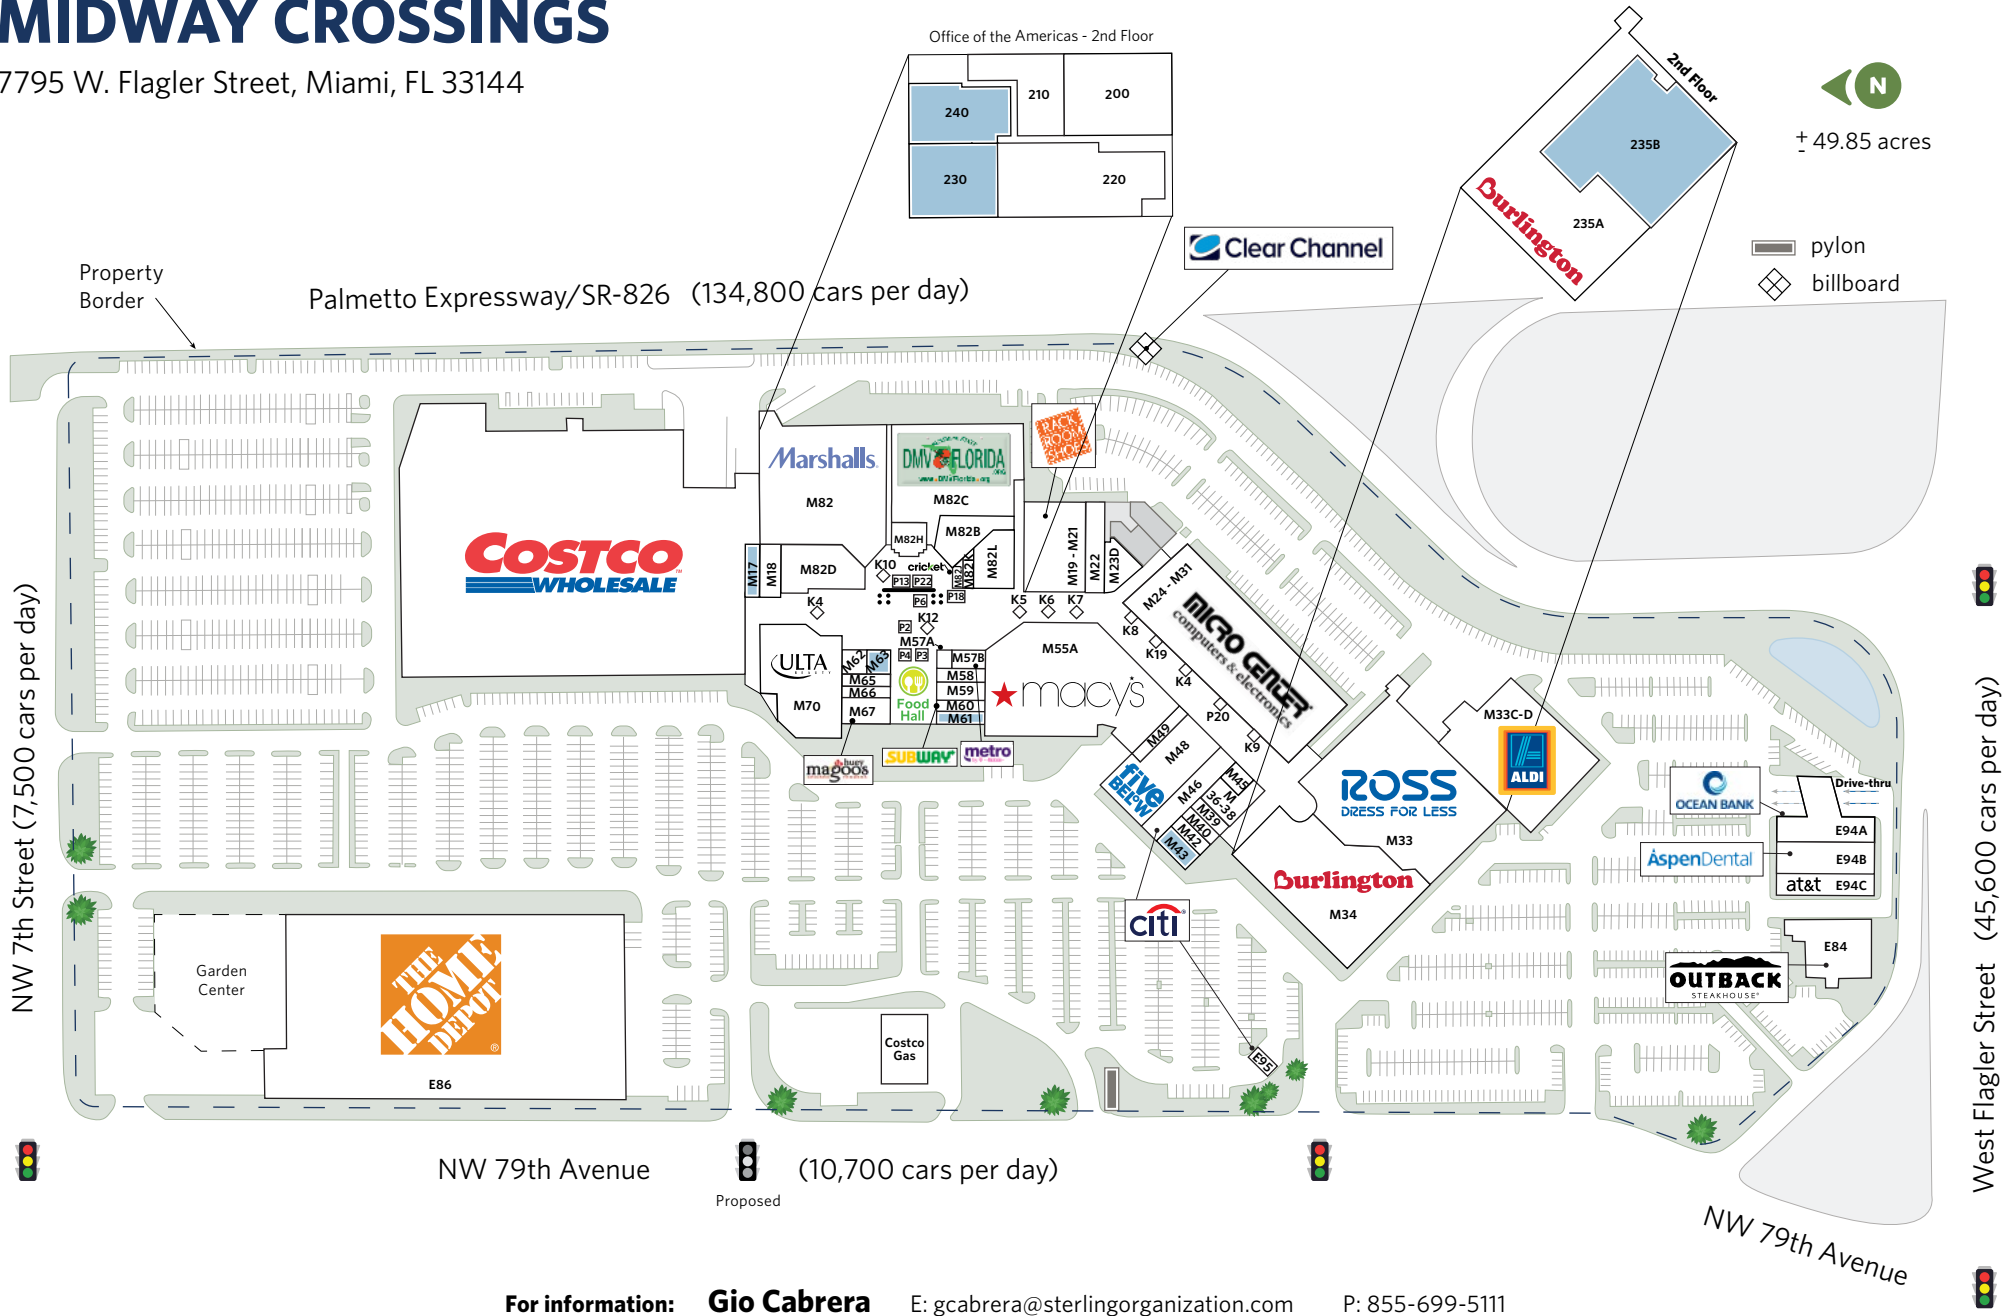 MIDWAY CROSSINGS
7795 W. Flagler Street, Miami, FL 33144
Office of the Americas - 2nd Floor
210
200
240
230
220
2nd Floor
235B
235A
Burlington
N
± 49.85 acres
pylon
billboard
Clear Channel
Property
Border
Palmetto Expressway/SR-826 (134,800 cars per day)
NW 7th Street (7,500 cars per day)
COSTCO
WHOLESALE
Marshalls
M82
DMV FLORIDA
M82C
M82H
M82B
M82L
M82K
M82J
RACK
ROOM
SHOES
M19 - M21
M22
M23D
M17
M18
M82D
K10
cricket
P13
P22
P18
P6
K4
K12
P2
K5
K6
K7
M57A
P4
P3
M57B
M58
M59
M60
M61
ULTA
BEAUTY
M70
M62
M63
M65
M66
M67
Food
Hall
M55A
macy's
huey
magoos
SUBWAY
metro
M24 - M31
MICRO CENTER
computers & electronics
K8
K19
K4
P20
K9
M49
M48
five
BELOW
M46
M45
M
36-38
M39
M40
M42
M43
ROSS
DRESS FOR LESS
M33
M33C-D
ALDI
Burlington
M34
citi
E95
OCEAN BANK
Drive-thru
E94A
AspenDental
E94B
at&t
E94C
E84
OUTBACK
STEAKHOUSE
Garden
Center
THE
HOME
DEPOT
E86
Costco
Gas
West Flagler Street (45,600 cars per day)
NW 79th Avenue
(10,700 cars per day)
Proposed
NW 79th Avenue
For information: Gio Cabrera E: gcabrera@sterlingorganization.com P: 855-699-5111